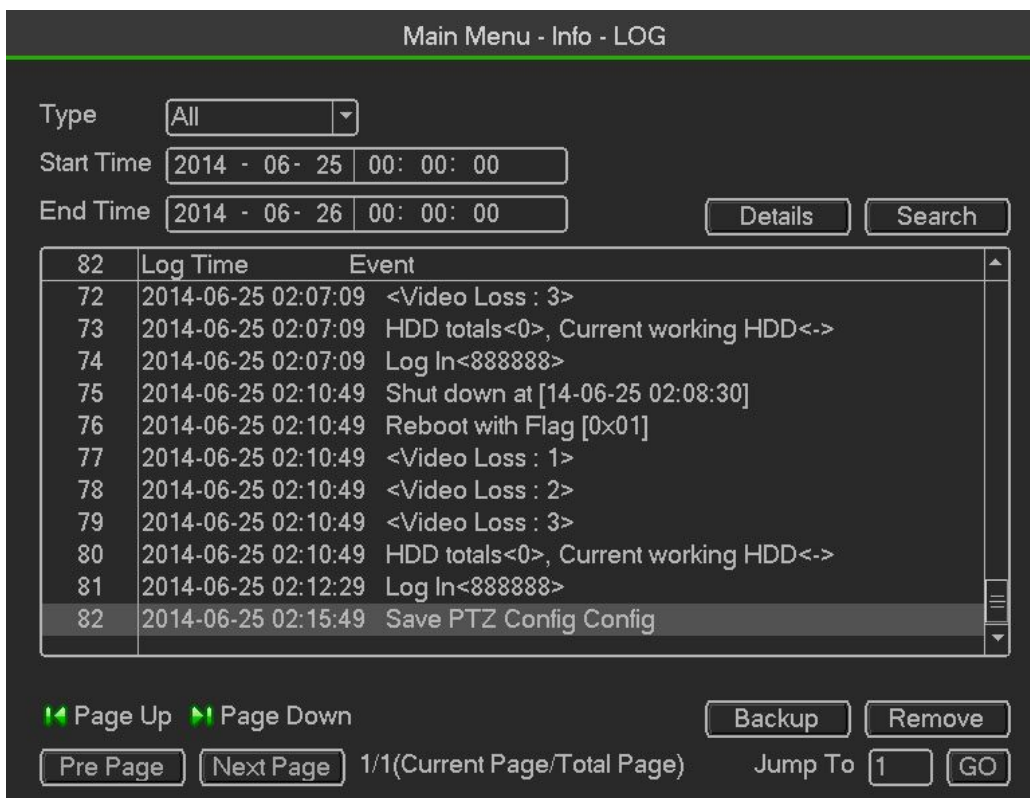 Main Menu - Info - LOG
Type All
Start Time 2014 - 06- 25 00: 00: 00
End Time 2014 - 06- 26 00: 00: 00
Details Search
82 Log Time Event
72 2014-06-25 02:07:09 <Video Loss : 3>
73 2014-06-25 02:07:09 HDD totals<0>, Current working HDD<->
74 2014-06-25 02:07:09 Log In<888888>
75 2014-06-25 02:10:49 Shut down at [14-06-25 02:08:30]
76 2014-06-25 02:10:49 Reboot with Flag [0x01]
77 2014-06-25 02:10:49 <Video Loss : 1>
78 2014-06-25 02:10:49 <Video Loss : 2>
79 2014-06-25 02:10:49 <Video Loss : 3>
80 2014-06-25 02:10:49 HDD totals<0>, Current working HDD<->
81 2014-06-25 02:12:29 Log In<888888>
82 2014-06-25 02:15:49 Save PTZ Config Config
Page Up Page Down
Backup Remove
Pre Page Next Page 1/1(Current Page/Total Page) Jump To 1 GO